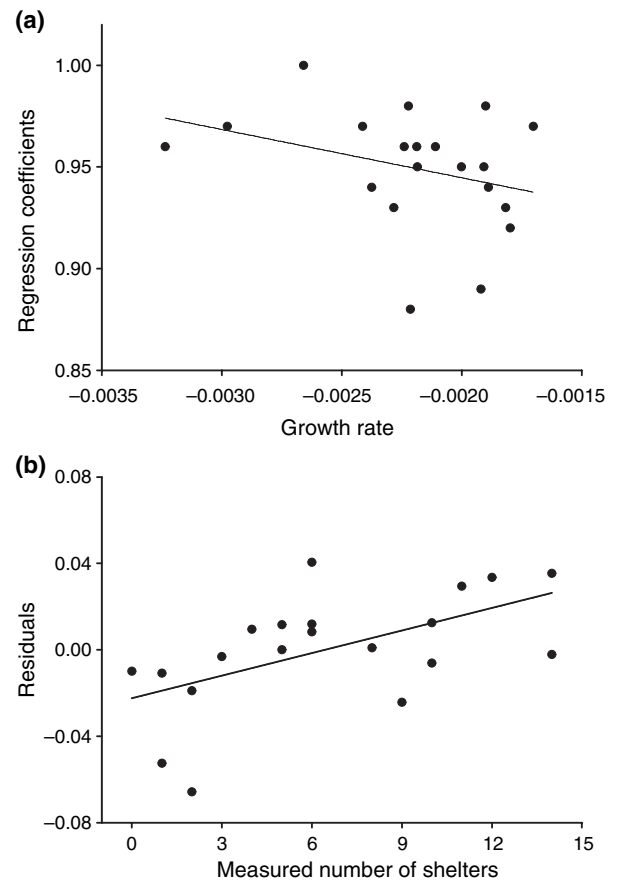 (a)
1.00
0.95
0.90
0.85
Regression coefficients
−0.0035 −0.0030 −0.0025 −0.0020 −0.0015
Growth rate
(b)
0.08
0.04
0.00
−0.04
−0.08
Residuals
0 3 6 9 12 15
Measured number of shelters